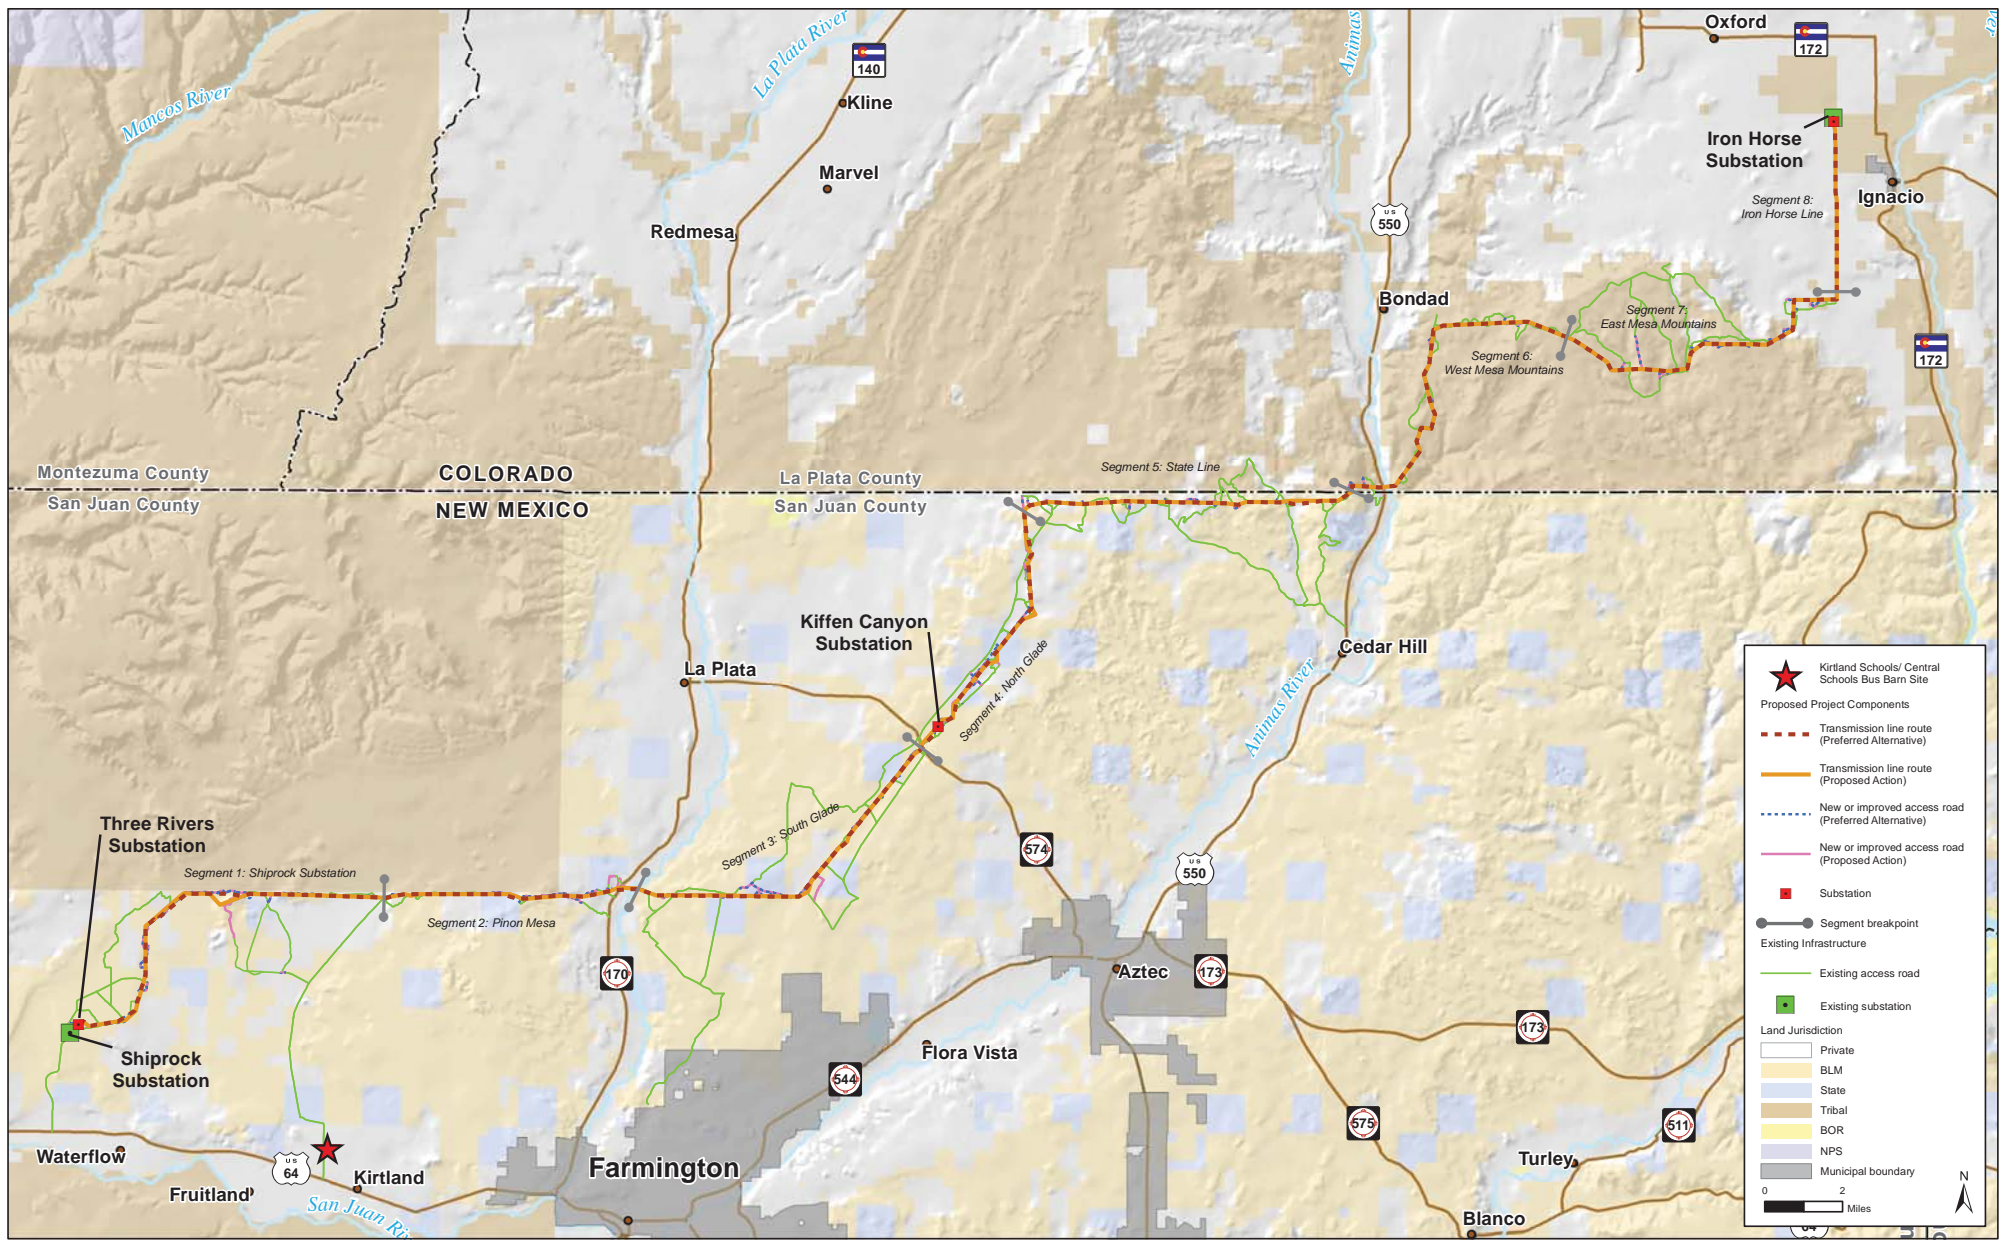 Oxford
172
La Plata River
Animas
140
Kline
Mancos River
Iron Horse
Substation
Marvel
Ignacio
Segment 8:
Iron Horse Line
US
550
Redmesa
Bondad
Segment 7:
East Mesa Mountains
172
Segment 6:
West Mesa Mountains
Montezuma County
COLORADO
La Plata County
Segment 5: State Line
San Juan County
NEW MEXICO
San Juan County
Kiffen Canyon
Substation
Cedar Hill
La Plata
Segment 4: North Glade
Animas River
Three Rivers
Substation
Segment 3: South Glade
574
US
550
Segment 1: Shiprock Substation
Segment 2: Pinon Mesa
170
Aztec
173
173
Shiprock
Substation
Flora Vista
544
575
511
Waterflow
US
64
Kirtland
Fruitland
San Juan Ri
Farmington
Turley
Blanco
Kirtland Schools/ Central
Schools Bus Barn Site
Proposed Project Components
Transmission line route
(Preferred Alternative)
Transmission line route
(Proposed Action)
New or improved access road
(Preferred Alternative)
New or improved access road
(Proposed Action)
Substation
Segment breakpoint
Existing Infrastructure
Existing access road
Existing substation
Land Jurisdiction
Private
BLM
State
Tribal
BOR
NPS
Municipal boundary
0 2
Miles
N